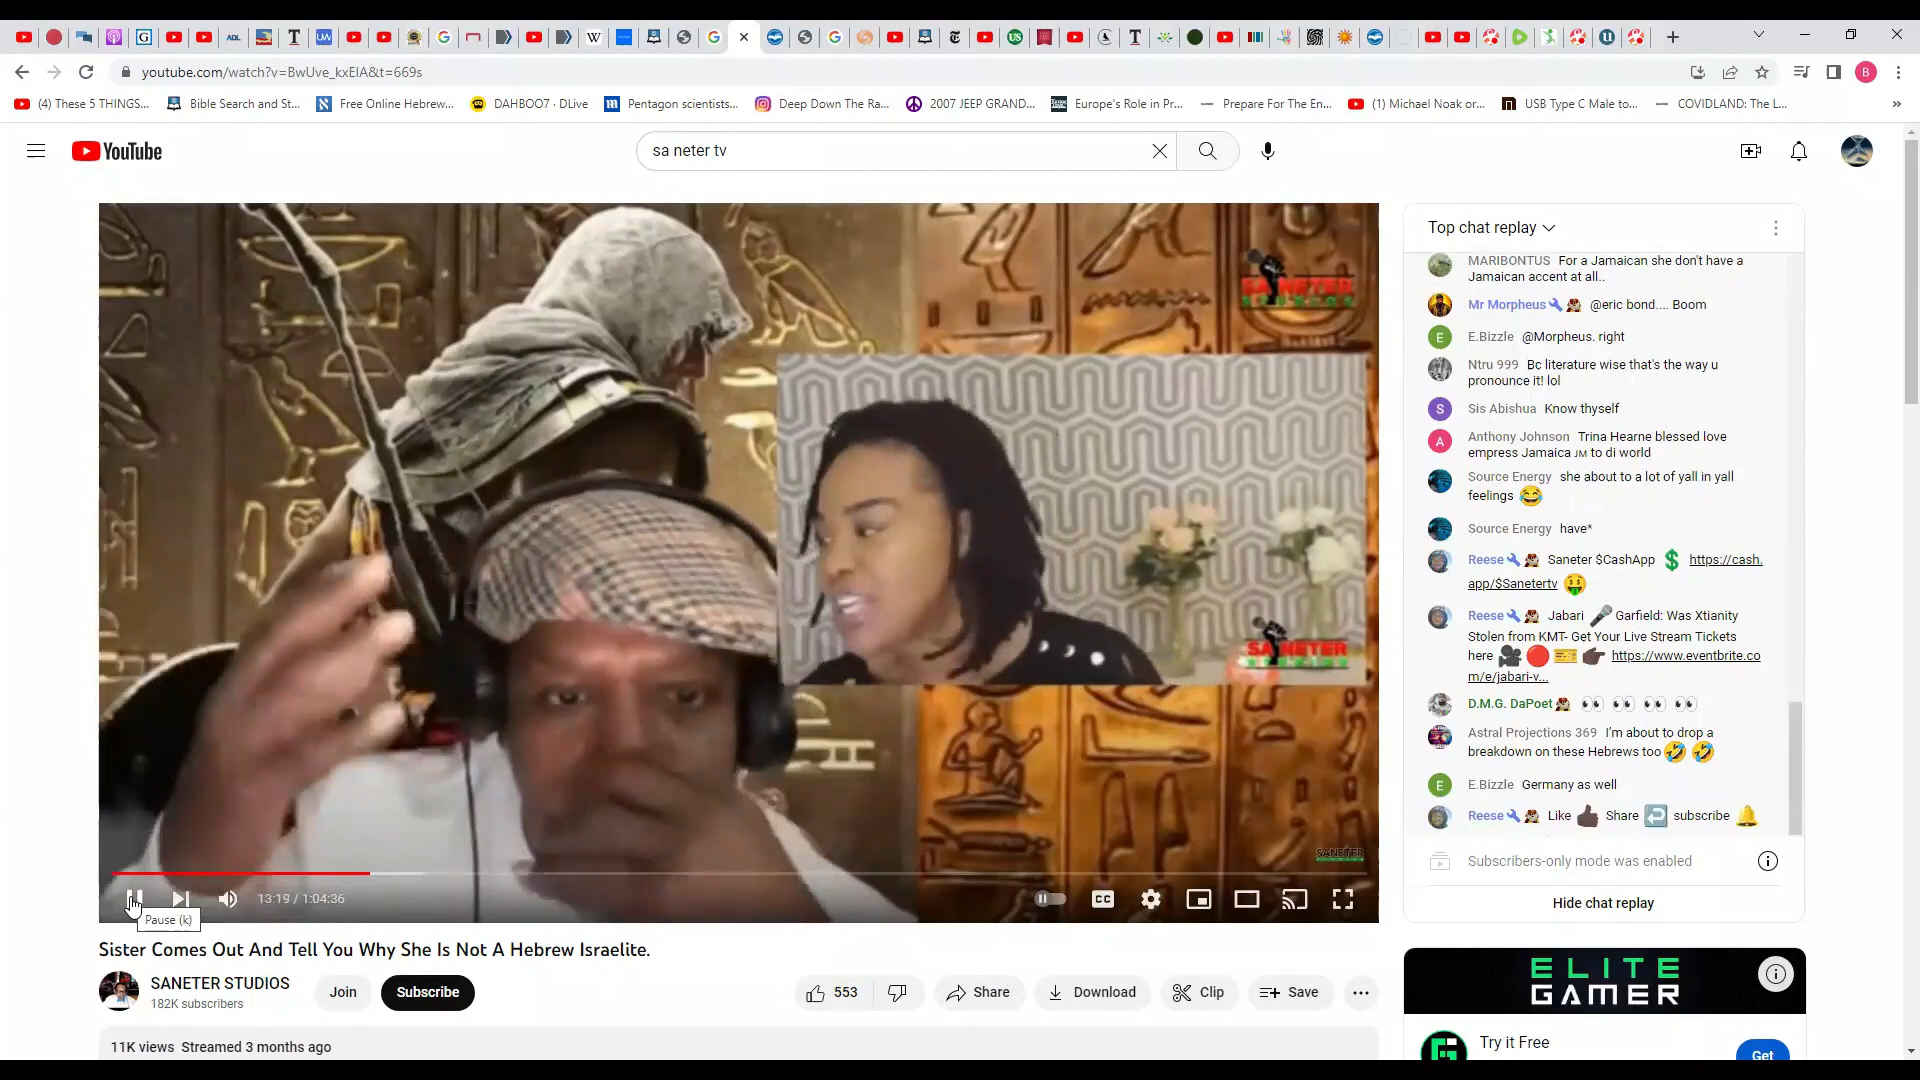 youtube.com/watch?v=BwUve_kxElA&t=669s
(4) These 5 THINGS...
Bible Search and St...
Free Online Hebrew...
DAHBOO7 · DLive
Pentagon scientists...
Deep Down The Ra...
2007 JEEP GRAND...
Europe's Role in Pr...
Prepare For The En...
(1) Michael Noak or...
USB Type C Male to...
COVIDLAND: The L...
YouTube
sa neter tv
SA NETER
STUDIOS
SA NETER
STUDIOS
SANETER
13:19 / 1:04:36
CC
Pause (k)
Sister Comes Out And Tell You Why She Is Not A Hebrew Israelite.
SANETER STUDIOS
182K subscribers
Join
Subscribe
553
Share
Download
Clip
Save
11K views Streamed 3 months ago
Top chat replay
MARIBONTUS For a Jamaican she don't have a
Jamaican accent at all..
Mr Morpheus @eric bond.... Boom
E.Bizzle @Morpheus. right
Ntru 999 Bc literature wise that's the way u
pronounce it! lol
Sis Abishua Know thyself
Anthony Johnson Trina Hearne blessed love
empress Jamaica JM to di world
Source Energy she about to a lot of yall in yall
feelings 😂
Source Energy have*
Reese Saneter $CashApp 💲 https://cash.
app/$Sanetertv 🤑
Reese Jabari 🎤 Garfield: Was Xtianity
Stolen from KMT- Get Your Live Stream Tickets
here 🎥 🔴 🎫 👉🏿 https://www.eventbrite.co
m/e/jabari-v...
D.M.G. DaPoet 👀 👀 👀 👀
Astral Projections 369 I'm about to drop a
breakdown on these Hebrews too 🤣 🤣
E.Bizzle Germany as well
Reese Like 👍🏿 Share ↩️ subscribe 🔔
Subscribers-only mode was enabled
Hide chat replay
ELITE
GAMER
Try it Free
Get